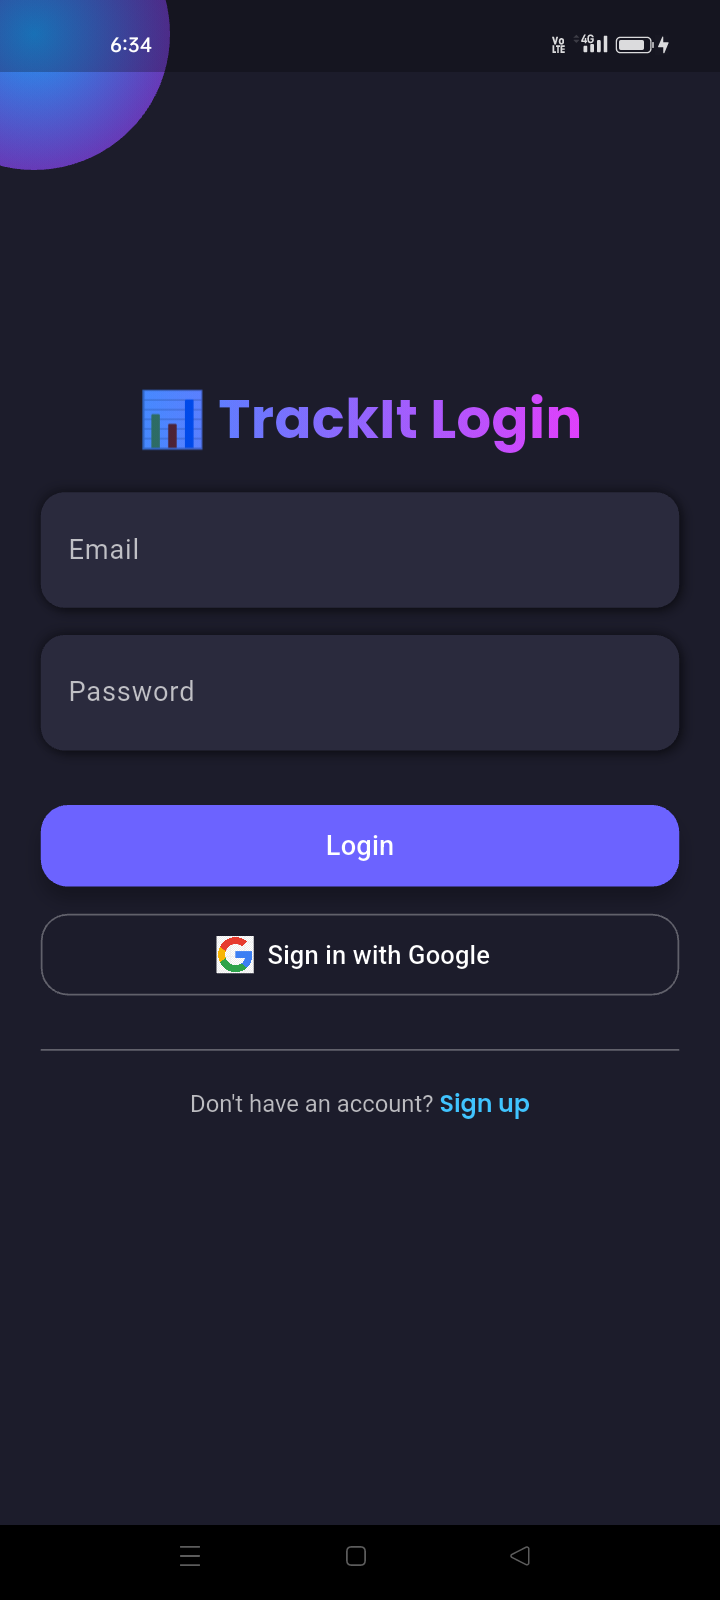 6:34
Vo LTE 4G
TrackIt Login
Email
Password
Login
Sign in with Google
Don't have an account? Sign up